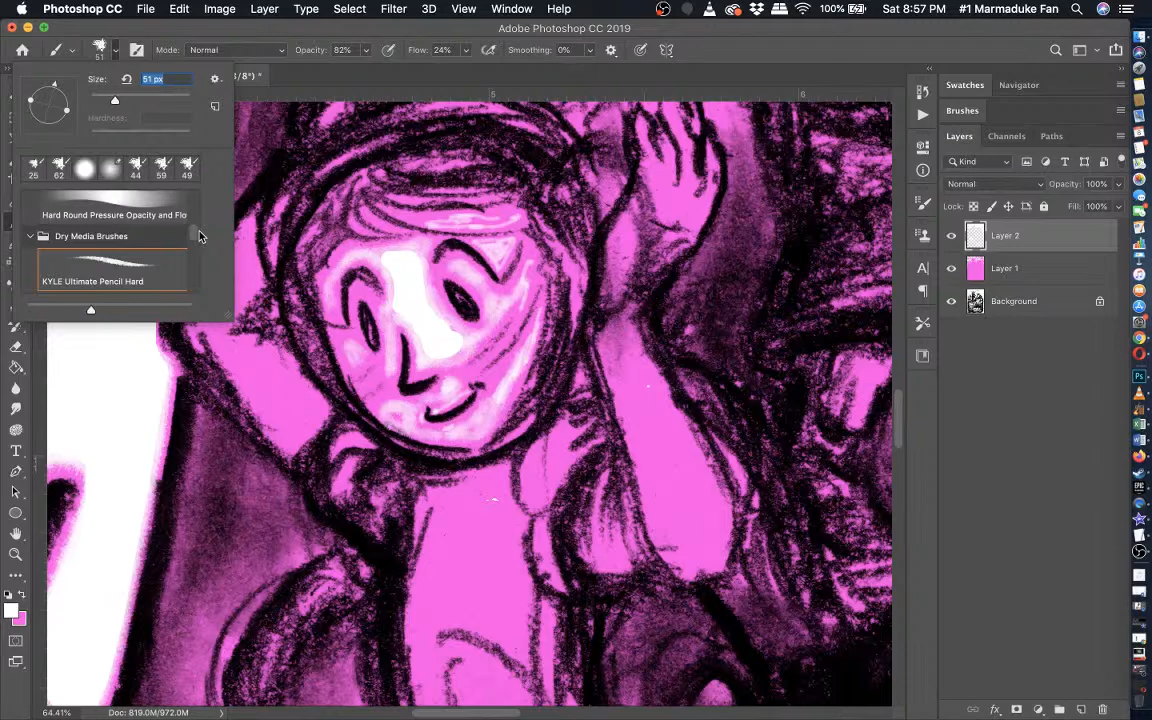 Photoshop CC File Edit Image Layer Type Select Filter 3D View Window Help 100% Sat 8:57 PM #1 Marmaduke Fan
Adobe Photoshop CC 2019
51 Mode: Normal Opacity: 82% Flow: 24% Smoothing: 0%
/8°) *
Size: 51 px
Hardness:
25 62 44 59 49
Hard Round Pressure Opacity and Flo
Dry Media Brushes
KYLE Ultimate Pencil Hard
5 6
Swatches Navigator
Brushes
Layers Channels Paths
Kind
Normal Opacity: 100%
Lock: Fill: 100%
Layer 2
Layer 1
Background
64.41% Doc: 819.0M/972.0M